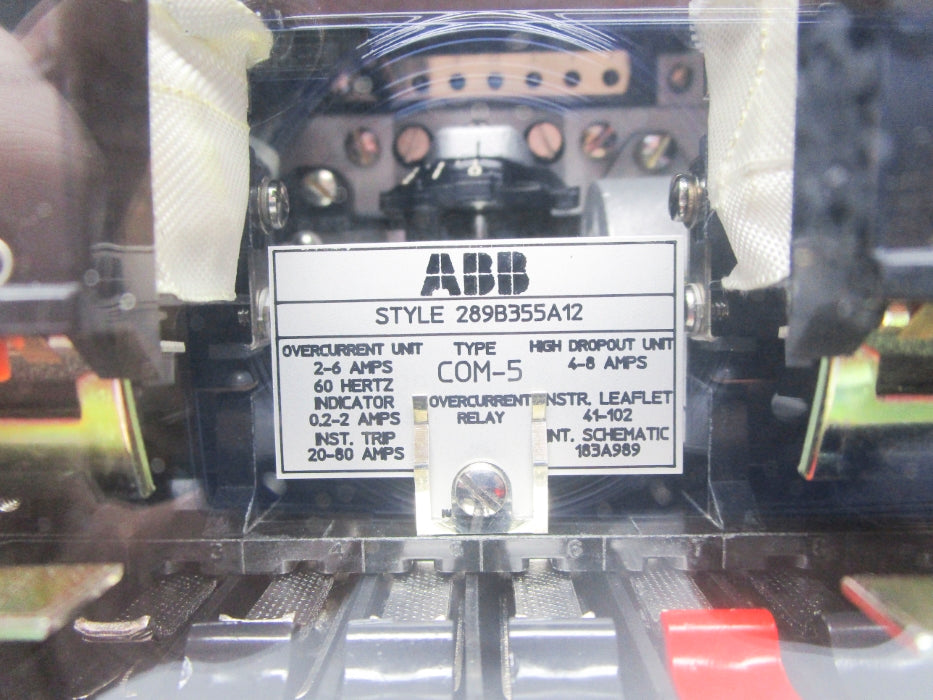 ABB
STYLE 289B355A12
OVERCURRENT UNIT
2-6 AMPS
60 HERTZ
INDICATOR
0.2-2 AMPS
INST. TRIP
20-80 AMPS
TYPE
COM-5
OVERCURRENT
RELAY
HIGH DROPOUT UNIT
4-8 AMPS
NSTR. LEAFLET
41-102
INT. SCHEMATIC
183A989